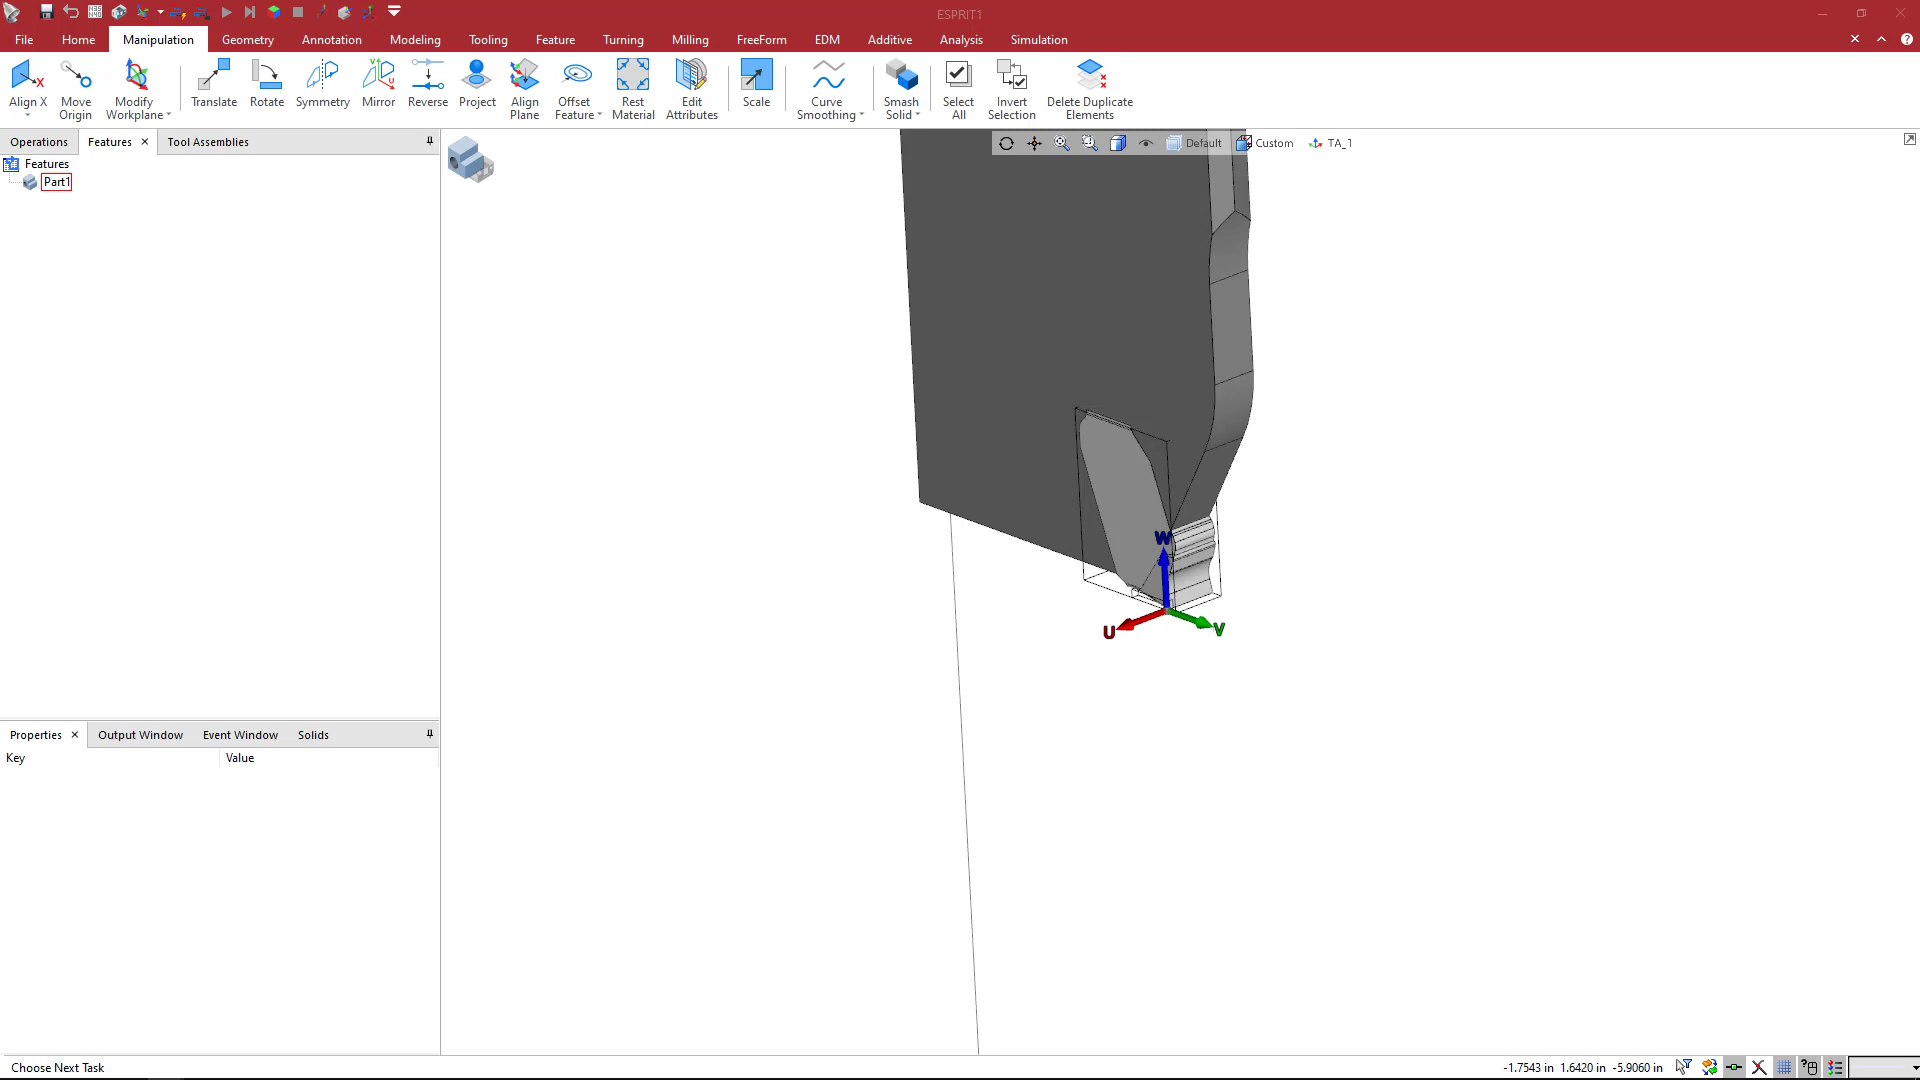 ESPRIT1
File Home Manipulation Geometry Annotation Modeling Tooling Feature Turning Milling FreeForm EDM Additive Analysis Simulation
Align X
Move Origin
Modify Workplane
Translate
Rotate
Symmetry
Mirror
Reverse
Project
Align Plane
Offset Feature
Rest Material
Edit Attributes
Scale
Curve Smoothing
Smash Solid
Select All
Invert Selection
Delete Duplicate Elements
Operations Features Tool Assemblies
Features
Part1
Default Custom TA_1
W
U
V
Properties Output Window Event Window Solids
Key Value
Choose Next Task
-1.7543 in 1.6420 in -5.9060 in